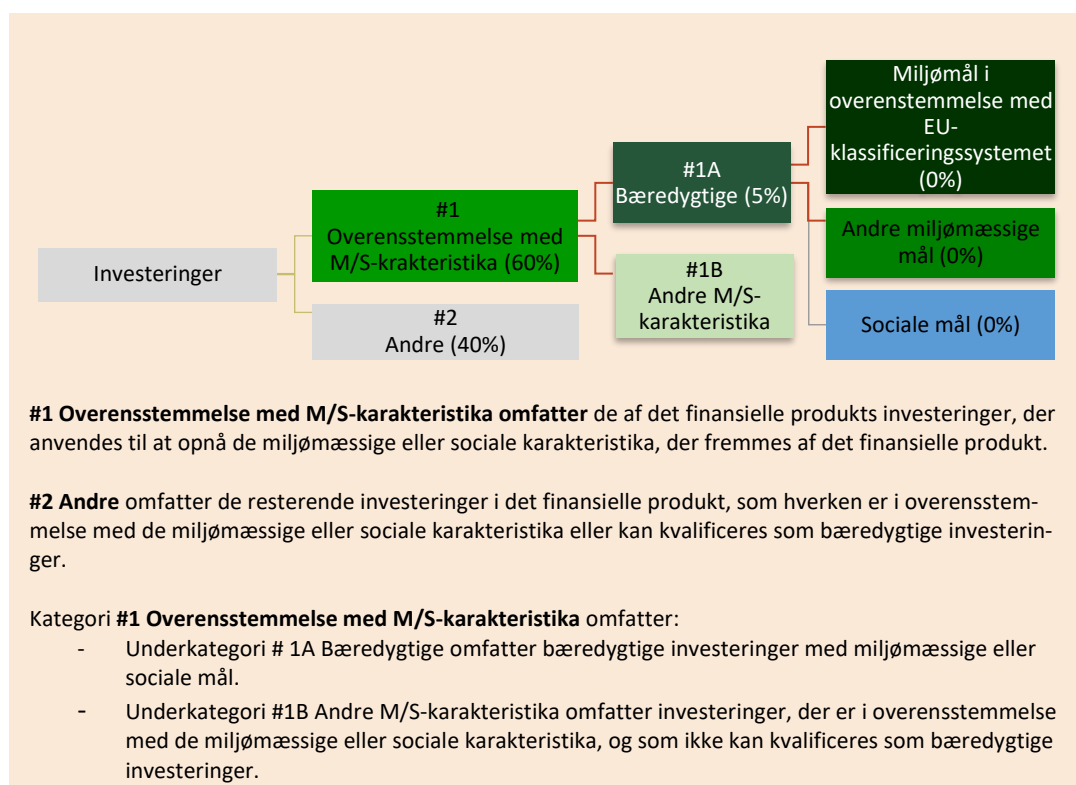 Investeringer
#1
Overensstemmelse med
M/S-krakteristika (60%)
#2
Andre (40%)
#1A
Bæredygtige (5%)
#1B
Andre M/S-
karakteristika
Miljømål i
overenstemmelse med
EU-
klassificeringssystemet
(0%)
Andre miljømæssige
mål (0%)
Sociale mål (0%)
#1 Overensstemmelse med M/S-karakteristika omfatter de af det finansielle produkts investeringer, der
anvendes til at opnå de miljømæssige eller sociale karakteristika, der fremmes af det finansielle produkt.
#2 Andre omfatter de resterende investeringer i det finansielle produkt, som hverken er i overensstem-
melse med de miljømæssige eller sociale karakteristika eller kan kvalificeres som bæredygtige investerin-
ger.
Kategori #1 Overensstemmelse med M/S-karakteristika omfatter:
- Underkategori # 1A Bæredygtige omfatter bæredygtige investeringer med miljømæssige eller
sociale mål.
- Underkategori #1B Andre M/S-karakteristika omfatter investeringer, der er i overensstemmelse
med de miljømæssige eller sociale karakteristika, og som ikke kan kvalificeres som bæredygtige
investeringer.